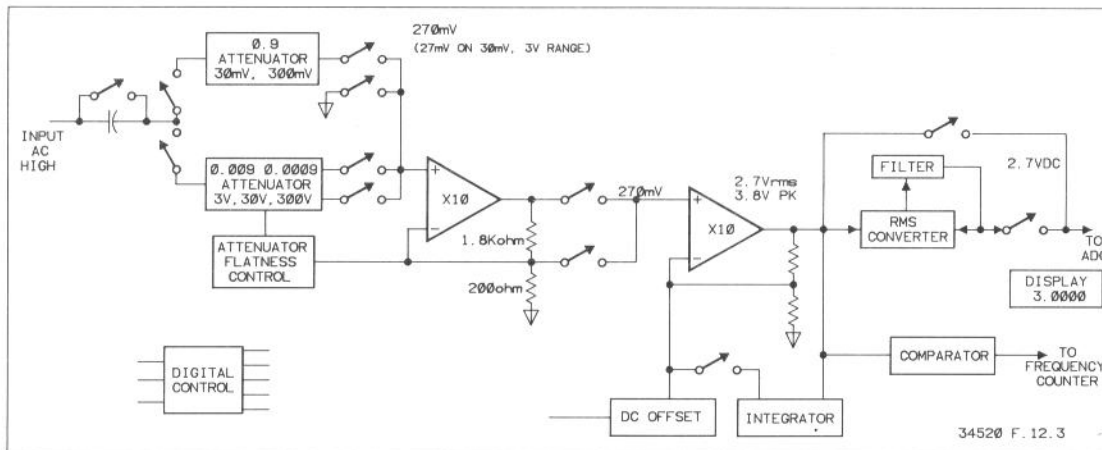 270mV
(27mV ON 30mV, 3V RANGE)
0.9
ATTENUATOR
30mV, 300mV
INPUT
AC
HIGH
0.009 0.0009
ATTENUATOR
3V,30V,300V
ATTENUATOR
FLATNESS
CONTROL
+
X10
−
1.8Kohm
200ohm
270mV
+
X10
−
2.7Vrms
3.8V PK
FILTER
RMS
CONVERTER
2.7VDC
TO
ADC
DISPLAY
3.0000
COMPARATOR
TO
FREQUENCY
COUNTER
DIGITAL
CONTROL
DC OFFSET
INTEGRATOR
34520 F.12.3